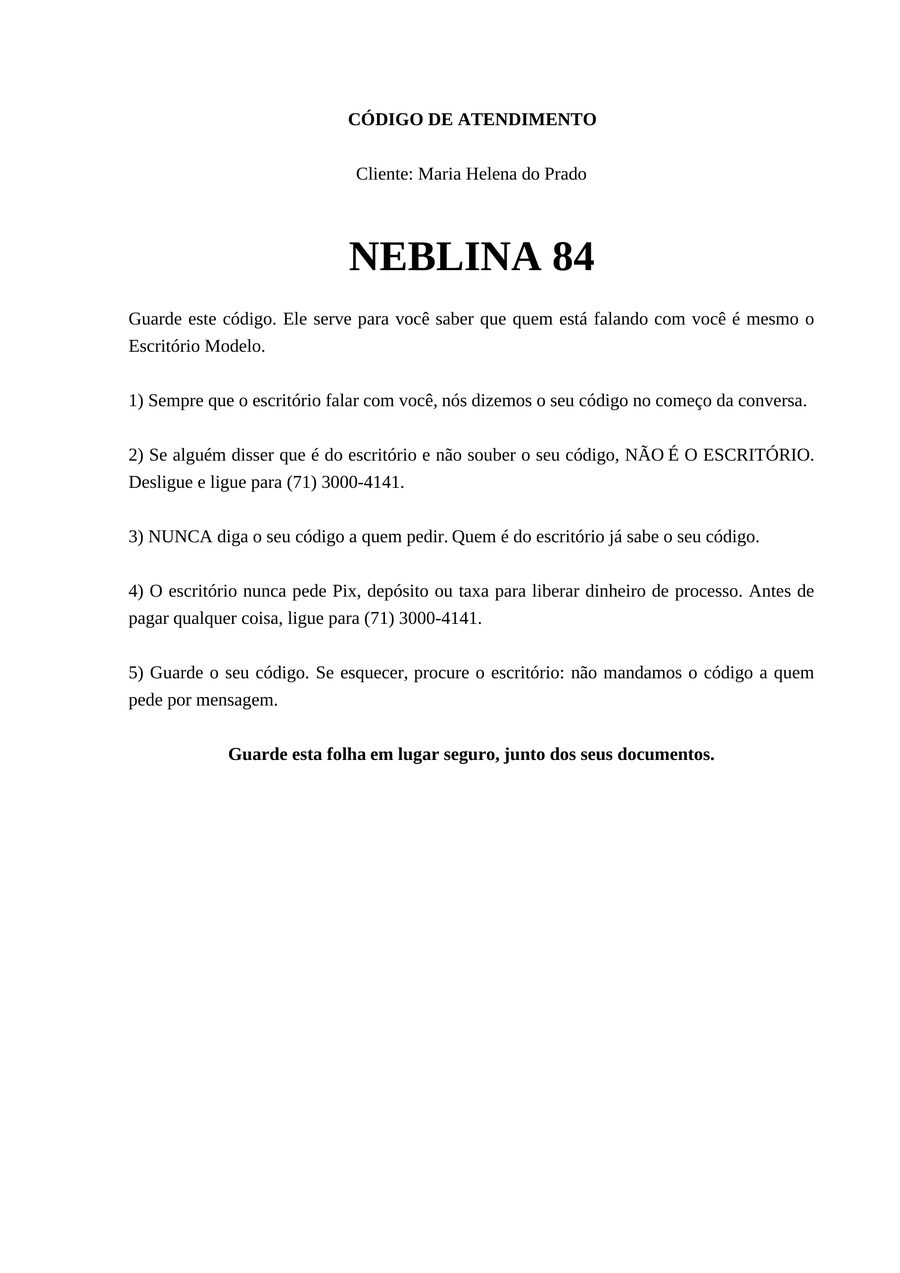 CÓDIGO DE ATENDIMENTO
Cliente: Maria Helena do Prado
NEBLINA 84
Guarde este código. Ele serve para você saber que quem está falando com você é mesmo o
Escritório Modelo.
1) Sempre que o escritório falar com você, nós dizemos o seu código no começo da conversa.
2) Se alguém disser que é do escritório e não souber o seu código, NÃO É O ESCRITÓRIO.
Desligue e ligue para (71) 3000-4141.
3) NUNCA diga o seu código a quem pedir. Quem é do escritório já sabe o seu código.
4) O escritório nunca pede Pix, depósito ou taxa para liberar dinheiro de processo. Antes de
pagar qualquer coisa, ligue para (71) 3000-4141.
5) Guarde o seu código. Se esquecer, procure o escritório: não mandamos o código a quem
pede por mensagem.
Guarde esta folha em lugar seguro, junto dos seus documentos.